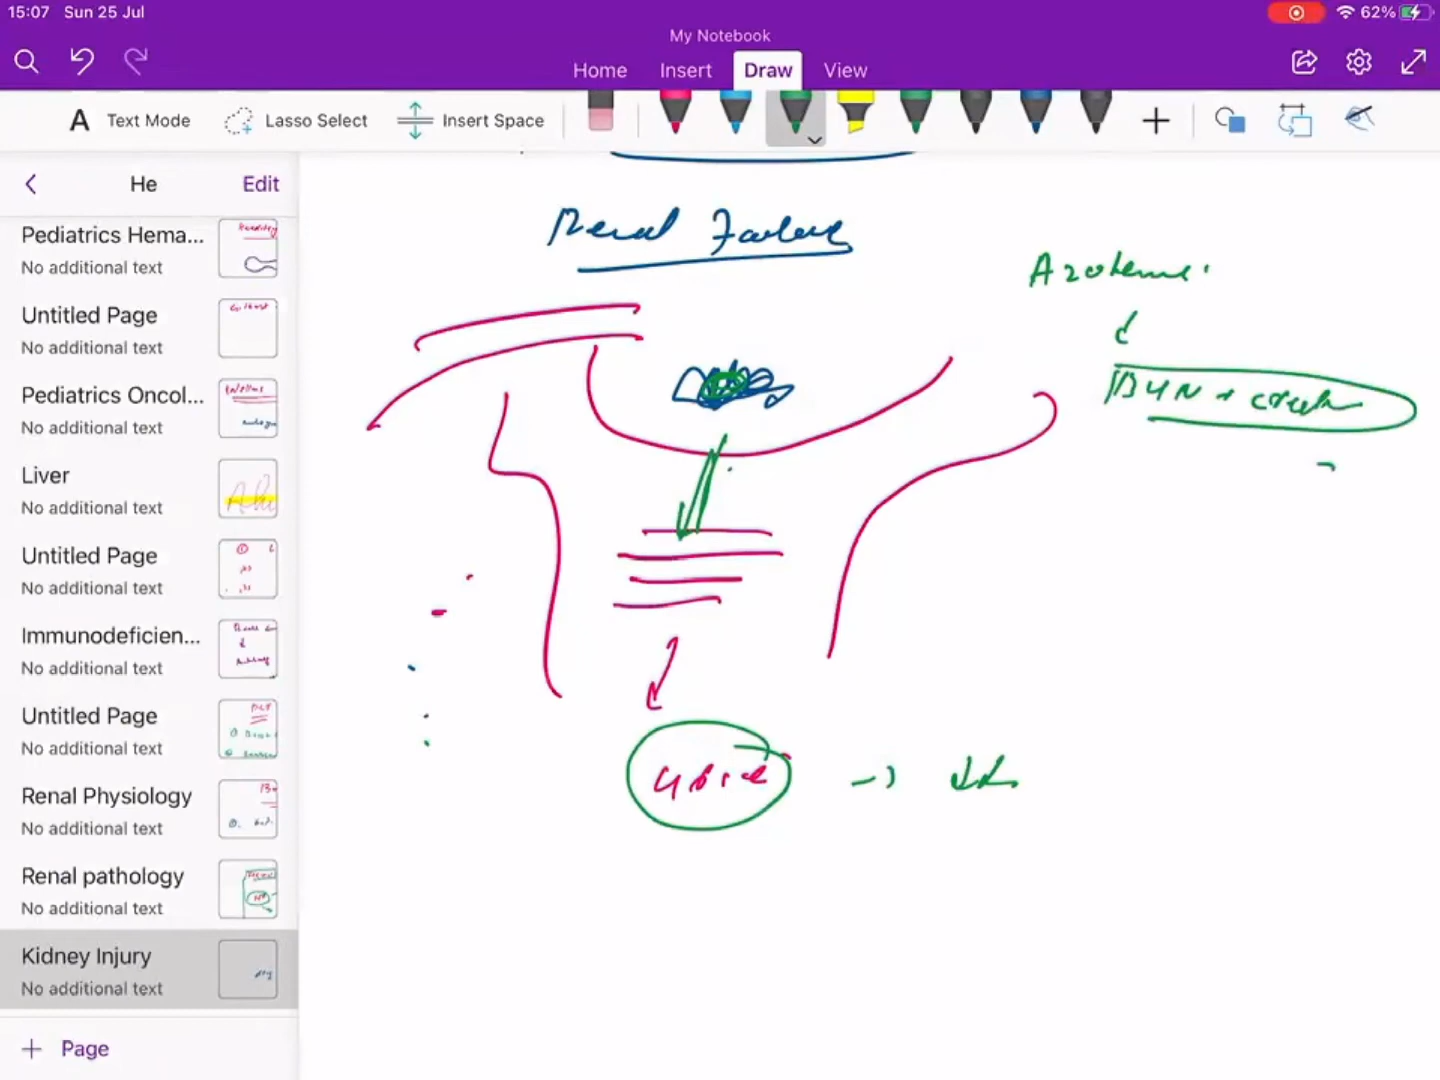 15:07 Sun 25 Jul
62%
My Notebook
Home Insert Draw View
A Text Mode Lasso Select Insert Space
He Edit
Pediatrics Hema...
No additional text
Untitled Page
No additional text
Pediatrics Oncol...
No additional text
Liver
No additional text
Untitled Page
No additional text
Immunodeficien...
No additional text
Untitled Page
No additional text
Renal Physiology
No additional text
Renal pathology
No additional text
Kidney Injury
No additional text
+ Page
Renal Failure
BUN +